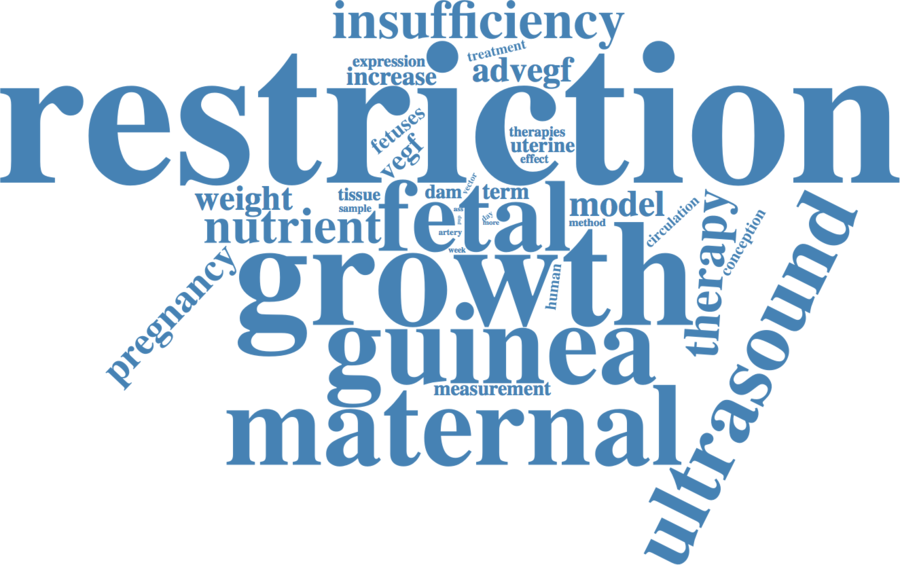 insufficiency
expression
treatment
increase
advegf
restriction
fetuses
vegf
therapies
uterine
effect
weight
tissue
dam
vector
term
sample
fetal
model
nutrient
day
more
method
artery
circulation
therapy
conception
week
pregnancy
growth
human
ultrasound
guinea
measurement
maternal